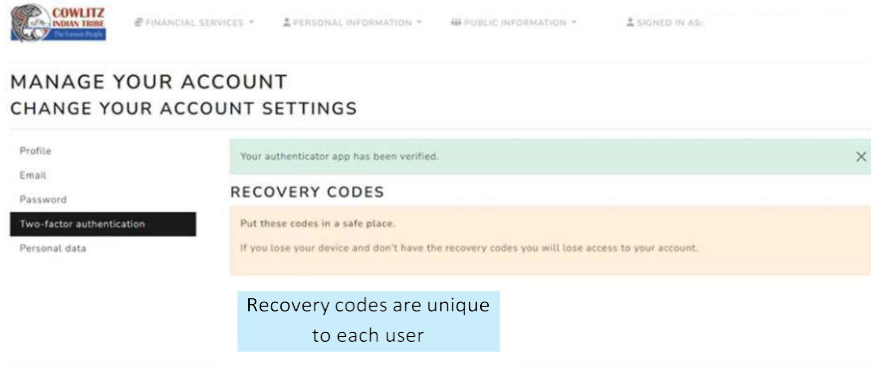 COWLITZ
INDIAN TRIBE
The Forever People
FINANCIAL SERVICES
PERSONAL INFORMATION
PUBLIC INFORMATION
SIGNED IN AS:
MANAGE YOUR ACCOUNT
CHANGE YOUR ACCOUNT SETTINGS
Profile
Email
Password
Two-factor authentication
Personal data
Your authenticator app has been verified.
RECOVERY CODES
Put these codes in a safe place.
If you lose your device and don't have the recovery codes you will lose access to your account.
Recovery codes are unique
to each user